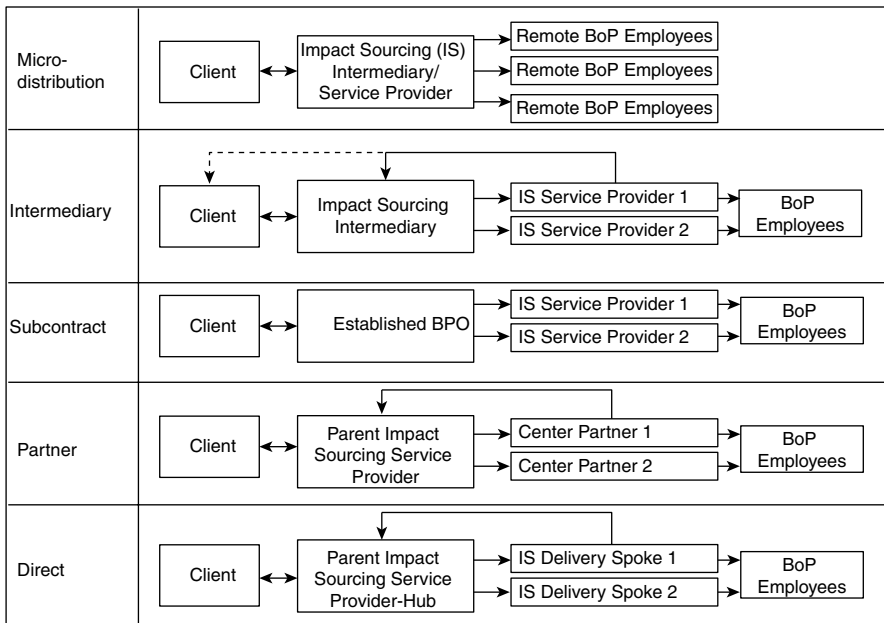 Micro-
distribution
Client
Impact Sourcing (IS)
Intermediary/
Service Provider
Remote BoP Employees
Remote BoP Employees
Remote BoP Employees
Intermediary
Client
Impact Sourcing
Intermediary
IS Service Provider 1
IS Service Provider 2
BoP
Employees
Subcontract
Client
Established BPO
IS Service Provider 1
IS Service Provider 2
BoP
Employees
Partner
Client
Parent Impact
Sourcing Service
Provider
Center Partner 1
Center Partner 2
BoP
Employees
Direct
Client
Parent Impact
Sourcing Service
Provider-Hub
IS Delivery Spoke 1
IS Delivery Spoke 2
BoP
Employees